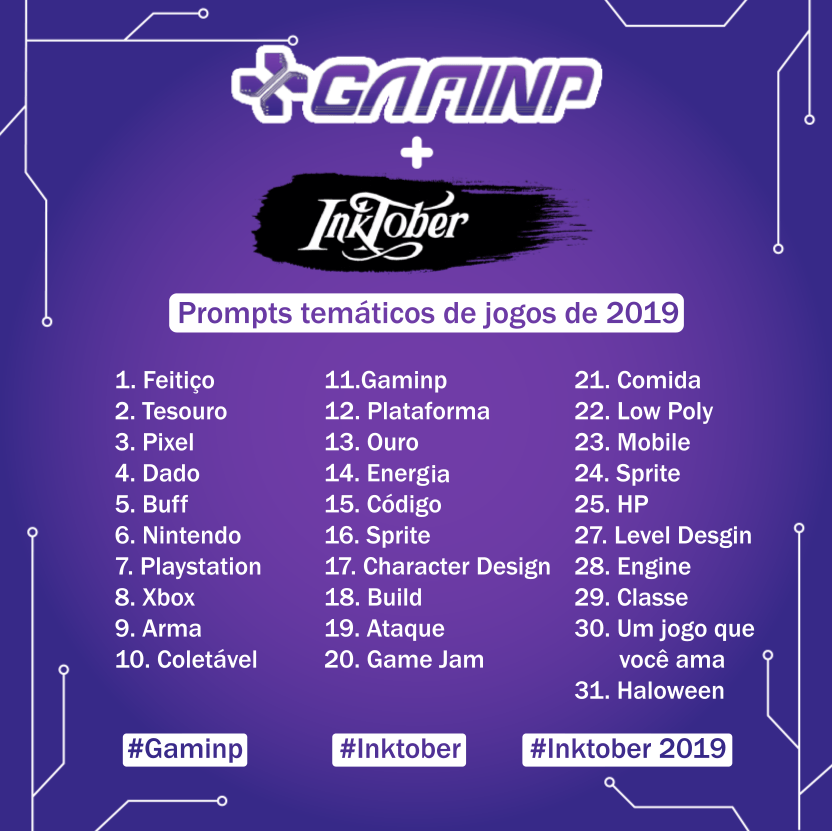 GAMINP
+
InkTober
Prompts temáticos de jogos de 2019
1. Feitiço
2. Tesouro
3. Pixel
4. Dado
5. Buff
6. Nintendo
7. Playstation
8. Xbox
9. Arma
10. Coletável
11.Gaminp
12. Plataforma
13. Ouro
14. Energia
15. Código
16. Sprite
17. Character Design
18. Build
19. Ataque
20. Game Jam
21. Comida
22. Low Poly
23. Mobile
24. Sprite
25. HP
27. Level Desgin
28. Engine
29. Classe
30. Um jogo que
você ama
31. Haloween
#Gaminp
#Inktober
#Inktober 2019